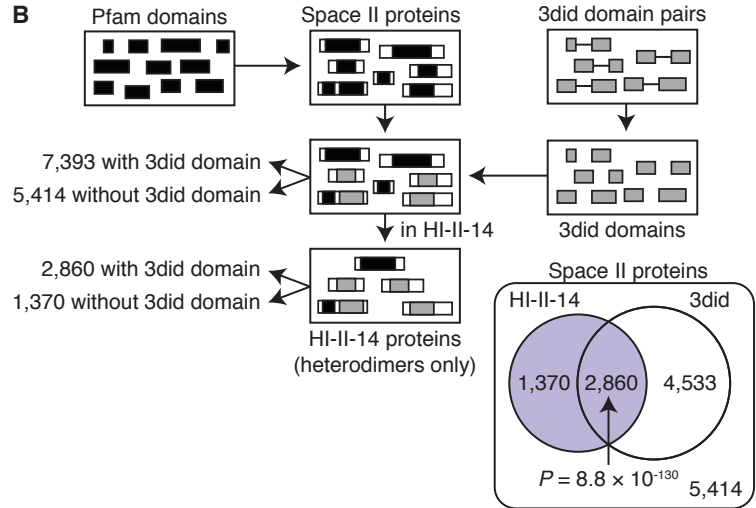 B
Pfam domains
Space II proteins
3did domain pairs
7,393 with 3did domain
5,414 without 3did domain
3did domains
in HI-II-14
2,860 with 3did domain
1,370 without 3did domain
HI-II-14 proteins
(heterodimers only)
Space II proteins
HI-II-14
3did
1,370
2,860
4,533
P = 8.8 × 10⁻¹³⁰
5,414